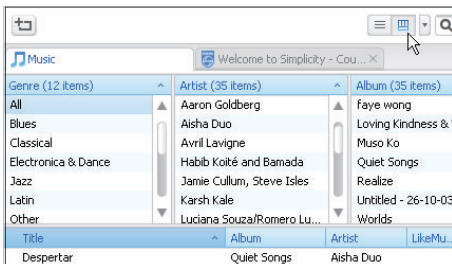 Music
Welcome to Simplicity - Cou...
Genre (12 items)
Artist (35 items)
Album (35 items)
All
Aaron Goldberg
faye wong
Blues
Aisha Duo
Loving Kindness &
Classical
Avril Lavigne
Muso Ko
Electronica & Dance
Habib Koité and Bamada
Quiet Songs
Jazz
Jamie Cullum, Steve Isles
Realize
Latin
Karsh Kale
Untitled - 26-10-03
Other
Luciana Souza/Romero Lu...
Worlds
Title
Album
Artist
LikeMu...
Despertar
Quiet Songs
Aisha Duo